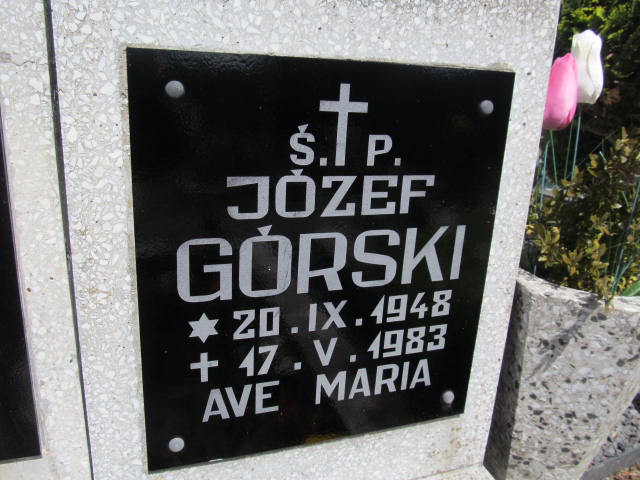 Ś. P.
JÓZEF
GÓRSKI
20.IX.1948
17.V.1983
AVE MARIA